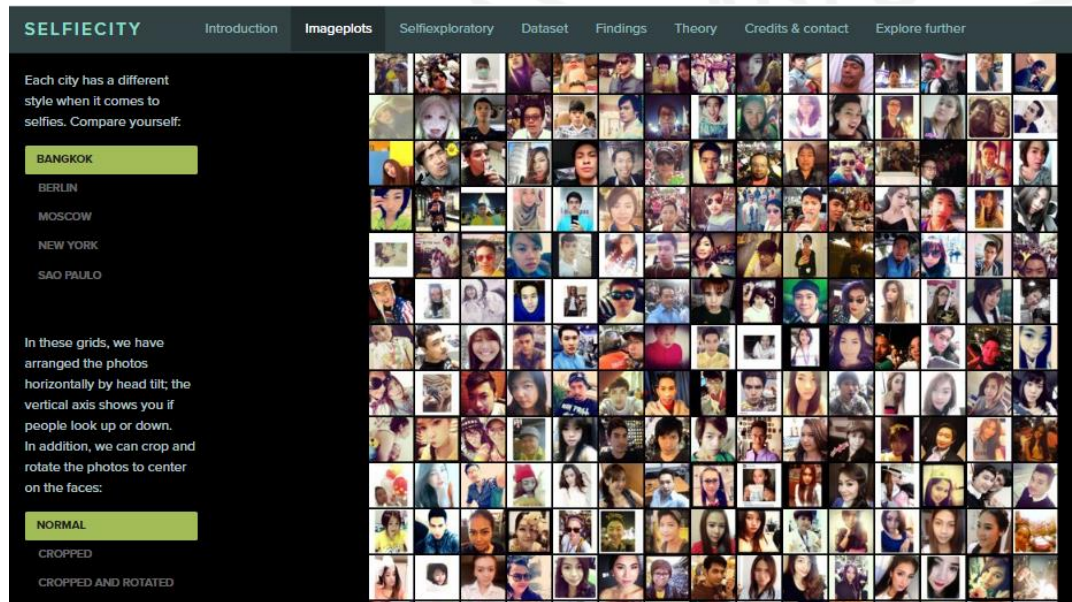 SELFIECITY
Introduction
Imageplots
Selfiexploratory
Dataset
Findings
Theory
Credits & contact
Explore further
Each city has a different
style when it comes to
selfies. Compare yourself:
BANGKOK
BERLIN
MOSCOW
NEW YORK
SAO PAULO
In these grids, we have
arranged the photos
horizontally by head tilt; the
vertical axis shows you if
people look up or down.
In addition, we can crop and
rotate the photos to center
on the faces:
NORMAL
CROPPED
CROPPED AND ROTATED